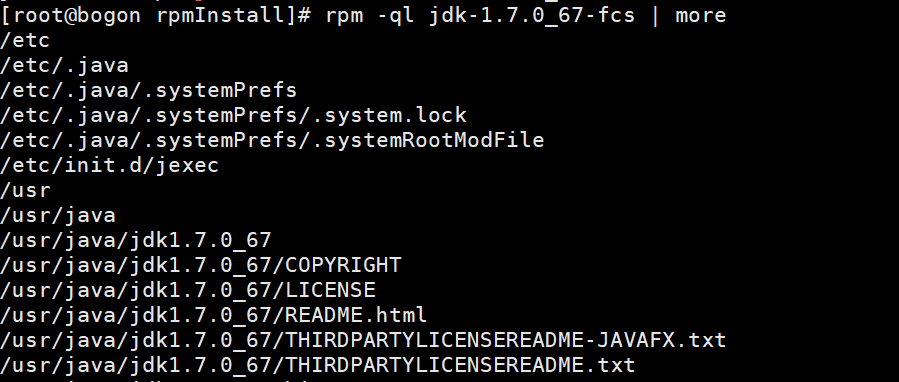 [root@bogon rpmInstall]# rpm -ql jdk-1.7.0_67-fcs | more
/etc
/etc/.java
/etc/.java/.systemPrefs
/etc/.java/.systemPrefs/.system.lock
/etc/.java/.systemPrefs/.systemRootModFile
/etc/init.d/jexec
/usr
/usr/java
/usr/java/jdk1.7.0_67
/usr/java/jdk1.7.0_67/COPYRIGHT
/usr/java/jdk1.7.0_67/LICENSE
/usr/java/jdk1.7.0_67/README.html
/usr/java/jdk1.7.0_67/THIRDPARTYLICENSEREADME-JAVAFX.txt
/usr/java/jdk1.7.0_67/THIRDPARTYLICENSEREADME.txt